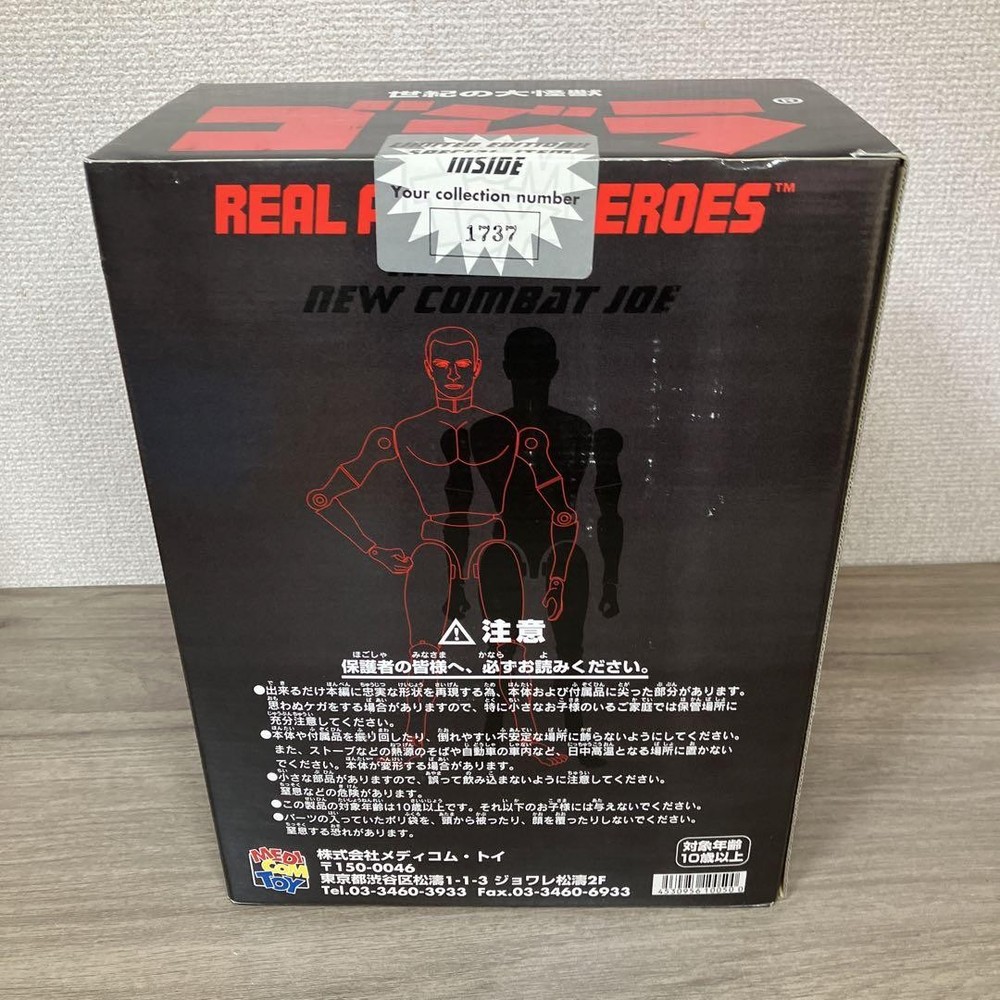 世紀の大怪獣
ゴジラ®
INSIDE
Your collection number
1737
REAL A EROES™
NEW COMBAT JOE
⚠注意
ほごしゃ みなさま かなら よ
保護者の皆様へ、必ずお読みください。
●出来るだけ本編に忠実な形状を再現する為、本体および付属品に尖った部分があります。
思わぬケガをする場合がありますので、特に小さなお子様のいるご家庭では保管場所に
充分注意してください。
●本体や付属品を振り回したり、倒れやすい不安定な場所に飾らないようにしてください。
また、ストーブなどの熱源のそばや自動車の車内など、日中高温となる場所に置かない
でください。本体が変形する場合があります。
●小さな部品がありますので、誤って飲み込まないように注意してください。
窒息などの危険があります。
●この製品の対象年齢は10歳以上です。それ以下のお子様には与えないでください。
●パーツの入っていたポリ袋を、頭から被ったり、顔を覆ったりしないでください。
窒息する恐れがあります。
MEDI
COM
TOY
株式会社メディコム・トイ
〒150-0046
東京都渋谷区松濤1-1-3 ジョワレ松濤2F
Tel.03-3460-3933 Fax.03-3460-6933
対象年齢
10歳以上